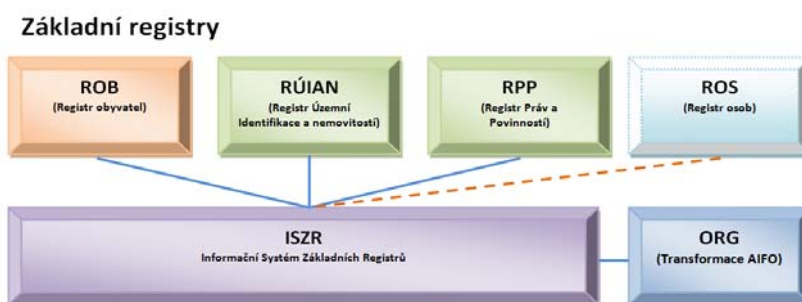 Základní registry
ROB
(Registr obyvatel)
RÚIAN
(Registr Územní
Identifikace a nemovitostí)
RPP
(Registr Práv a
Povinností)
ROS
(Registr osob)
ISZR
Informační Systém Základních Registrů
ORG
(Transformace AIFO)